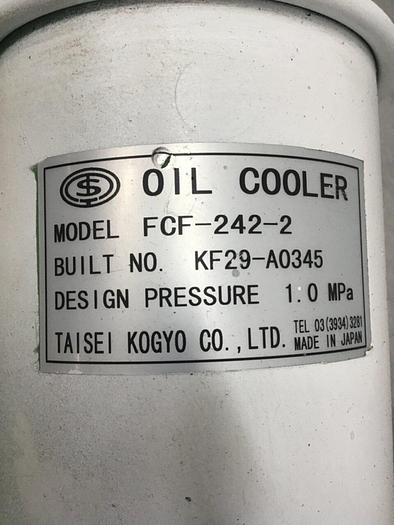 OIL COOLER
MODEL FCF-242-2
BUILT NO. KF29-A0345
DESIGN PRESSURE 1.0 MPa
TAISEI KOGYO CO.,LTD. TEL 03(3934)3281
MADE IN JAPAN